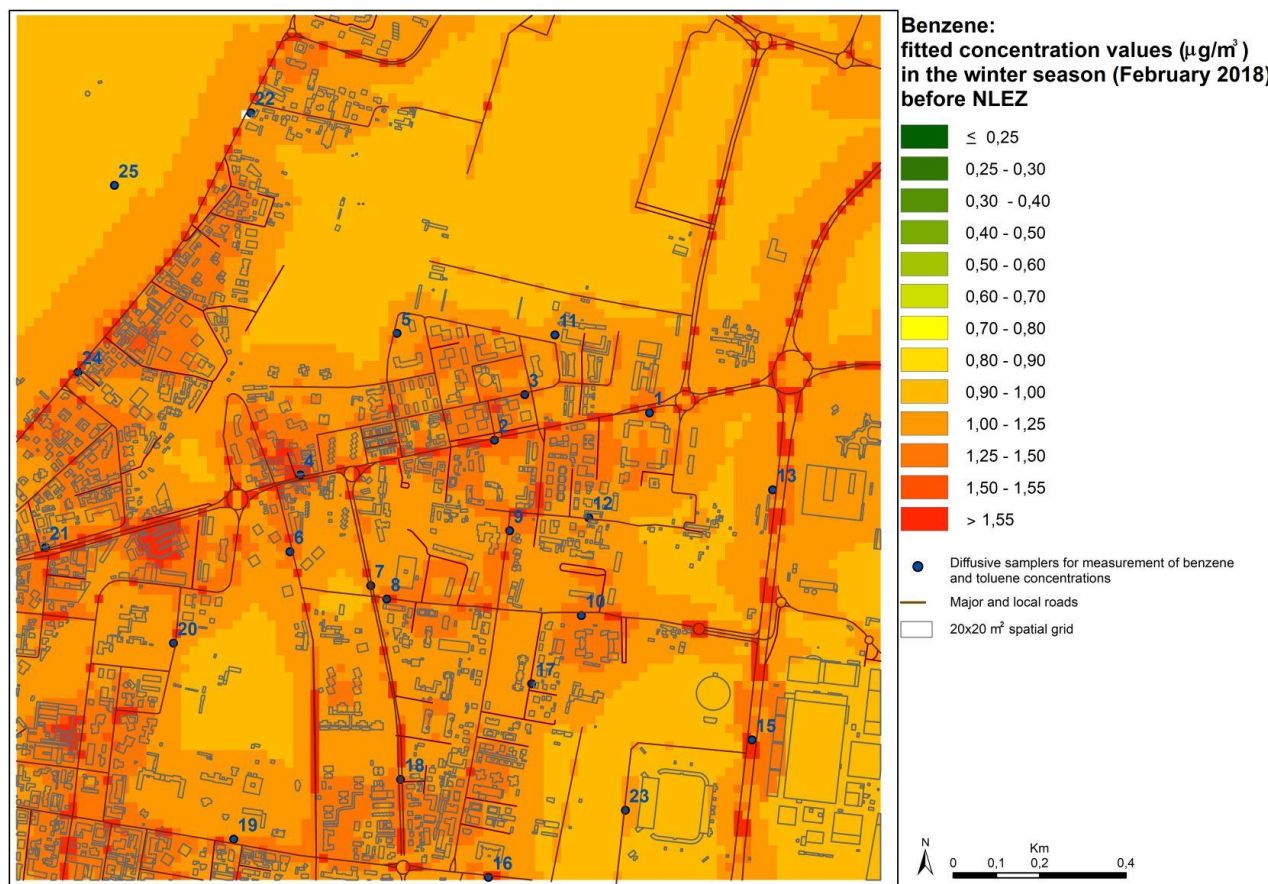 Benzene:
fitted concentration values (µg/m³)
in the winter season (February 2018)
before NLEZ
≤ 0,25
0,25 - 0,30
0,30 - 0,40
0,40 - 0,50
0,50 - 0,60
0,60 - 0,70
0,70 - 0,80
0,80 - 0,90
0,90 - 1,00
1,00 - 1,25
1,25 - 1,50
1,50 - 1,55
> 1,55
Diffusive samplers for measurement of benzene
and toluene concentrations
Major and local roads
20x20 m² spatial grid
N
Km
0 0,1 0,2 0,4
22
25
5
11
24
3
1
2
4
13
12
9
21
6
7
8
10
20
17
15
18
23
19
16